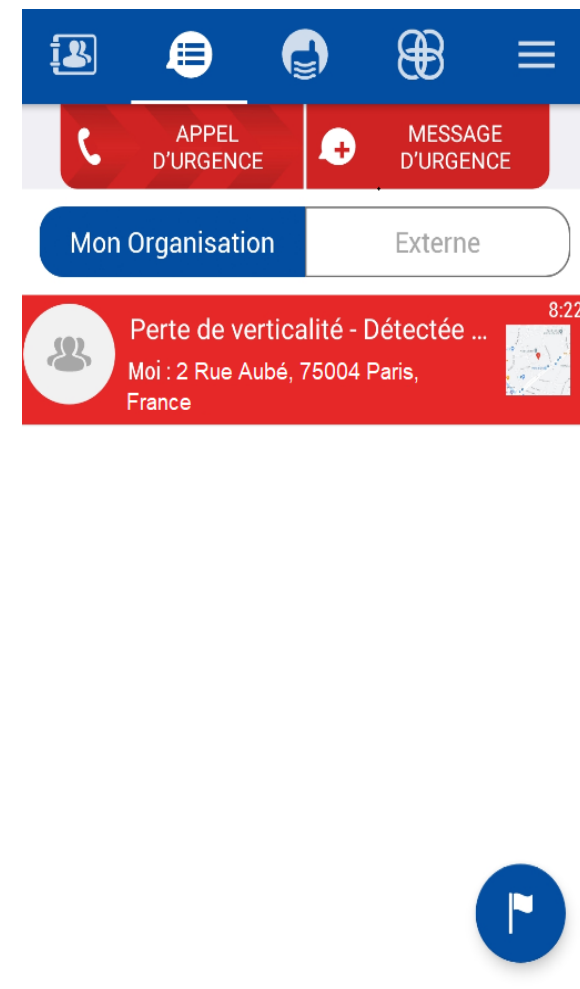 APPEL
D'URGENCE
MESSAGE
D'URGENCE
Mon Organisation
Externe
8:22
Perte de verticalité - Détectée ...
Moi : 2 Rue Aubé, 75004 Paris,
France